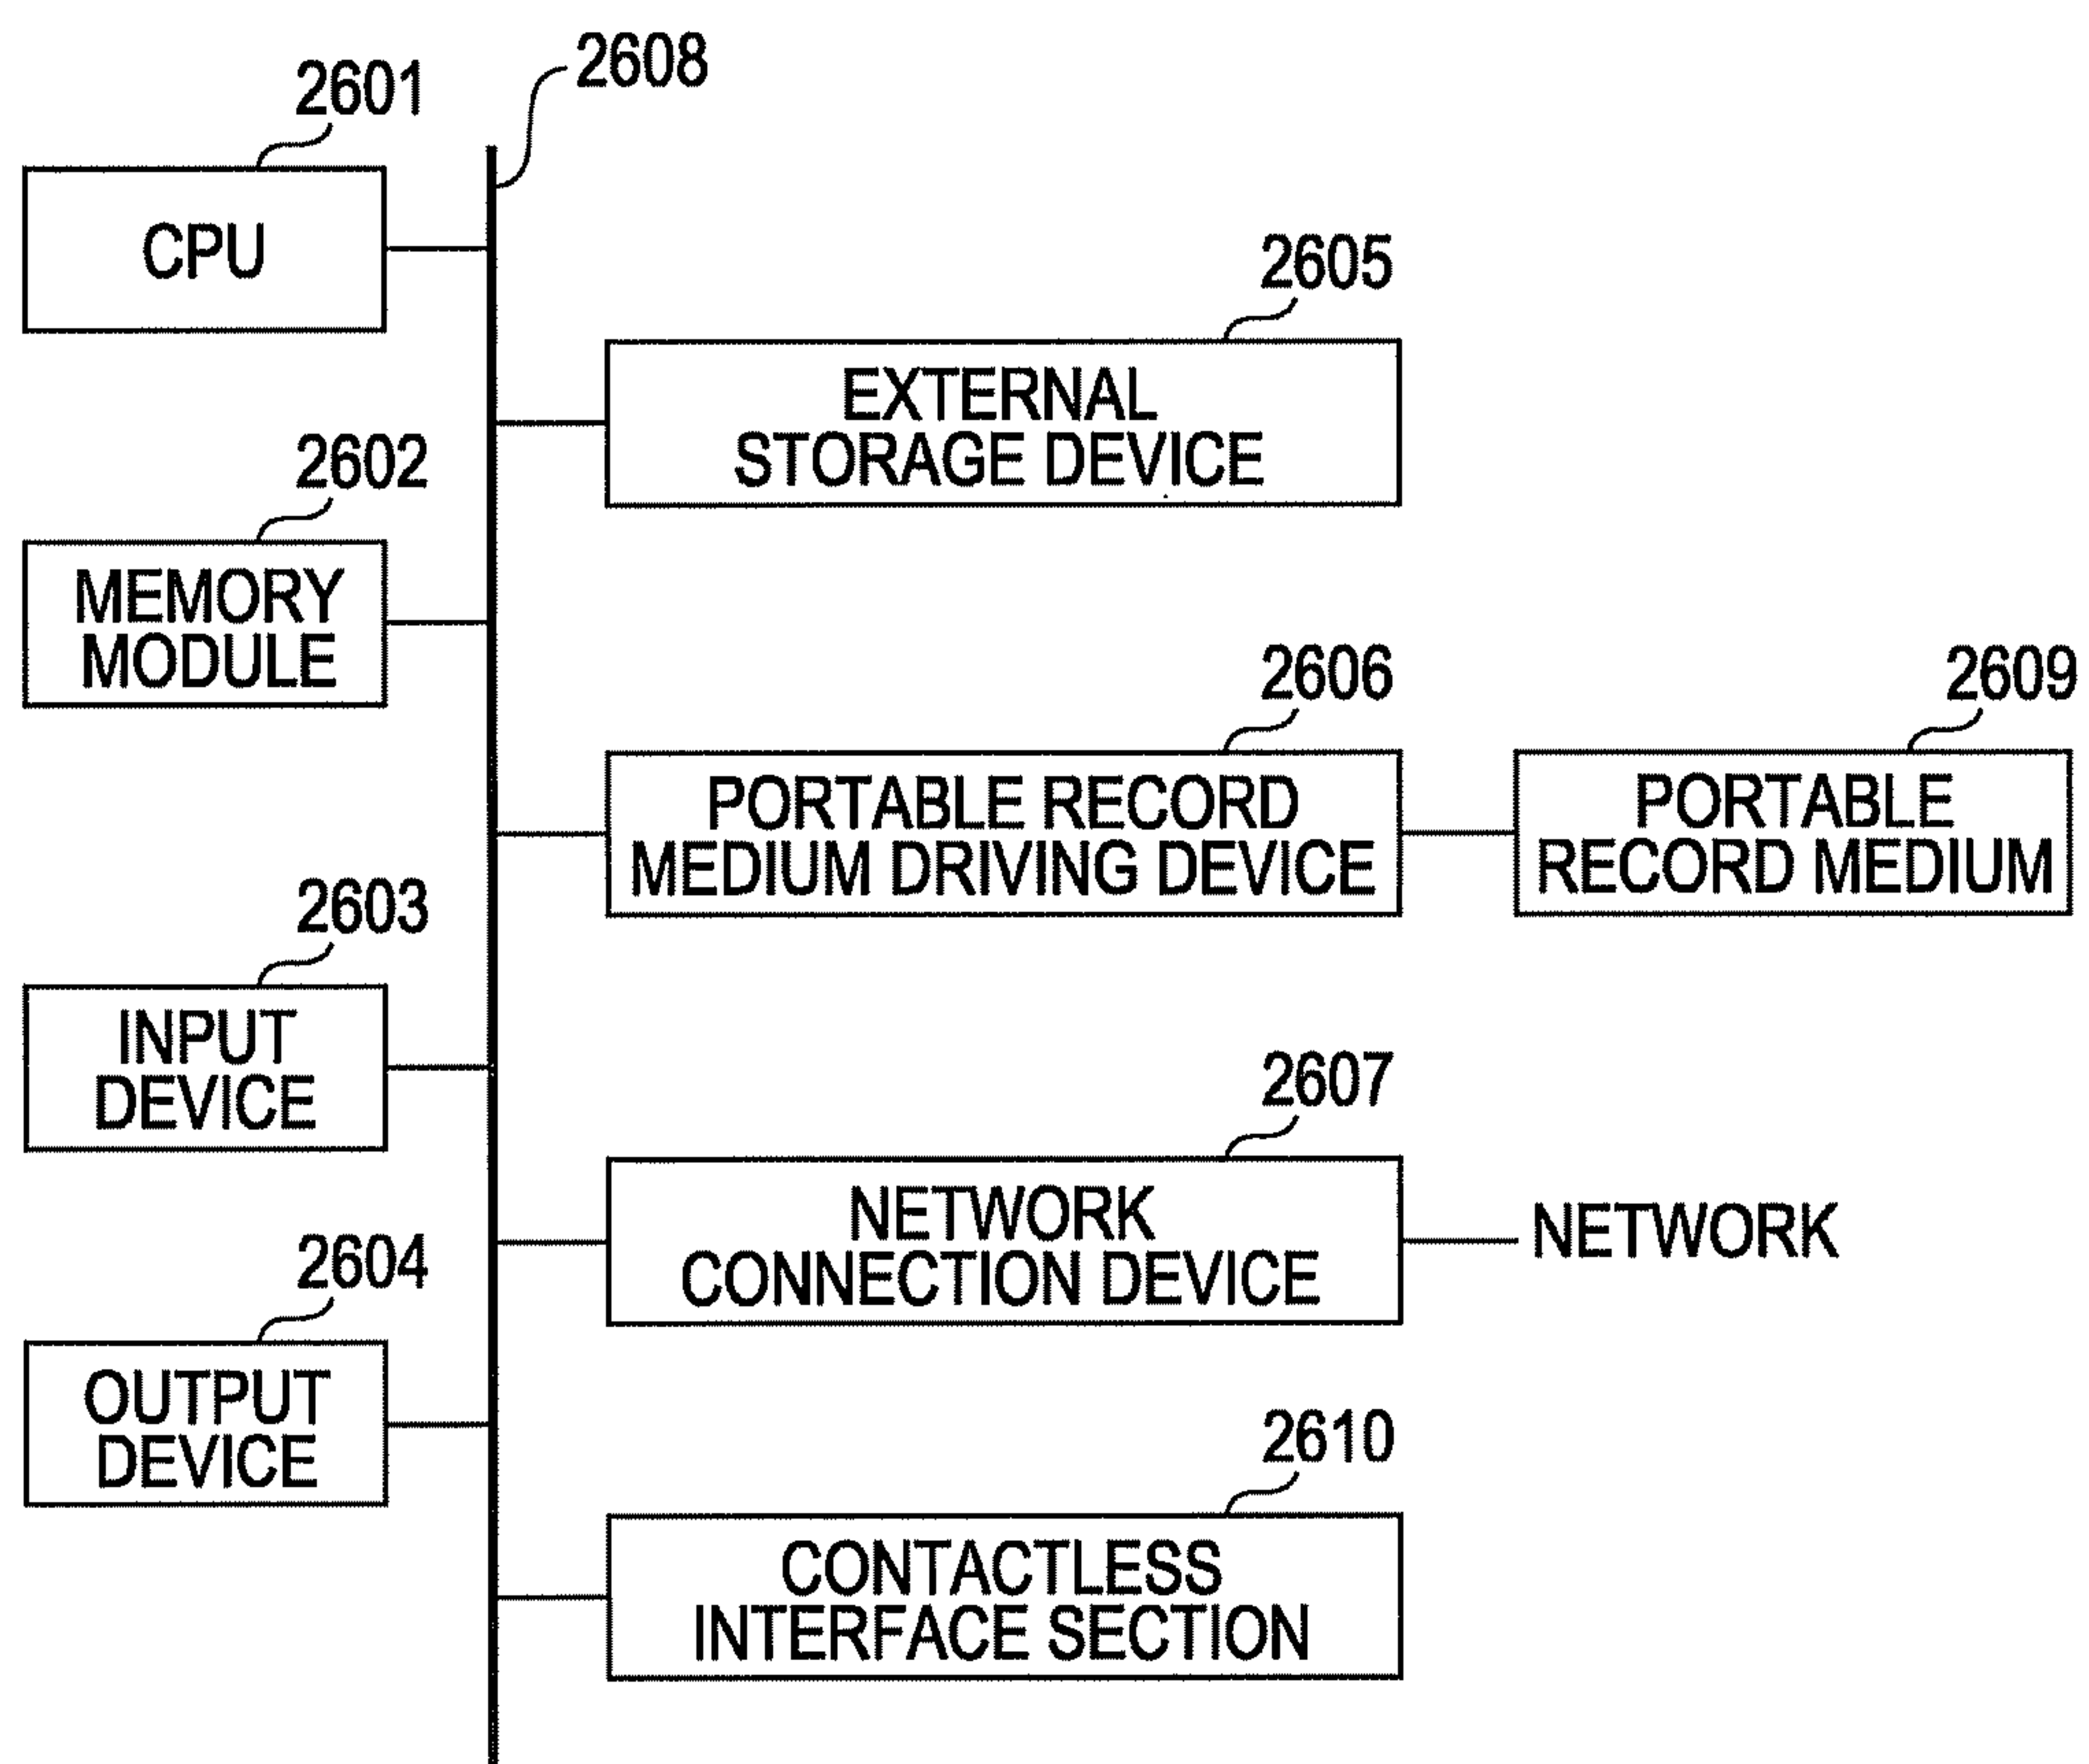 2608
2601
CPU
2605
EXTERNAL
STORAGE DEVICE
2602
MEMORY
MODULE
2606
PORTABLE RECORD
MEDIUM DRIVING DEVICE
2609
PORTABLE
RECORD MEDIUM
2603
INPUT
DEVICE
2607
NETWORK
CONNECTION DEVICE
NETWORK
2604
OUTPUT
DEVICE
2610
CONTACTLESS
INTERFACE SECTION